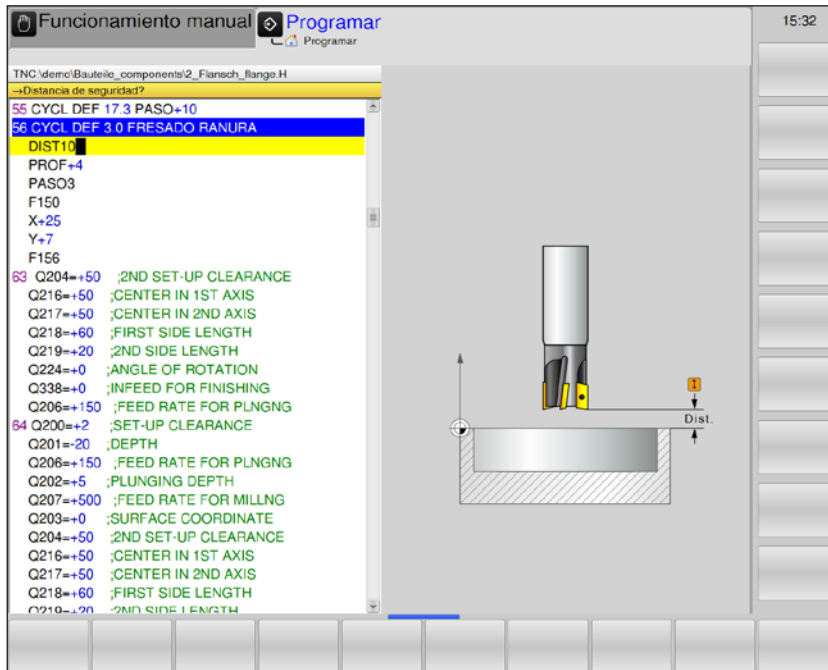 Funcionamiento manual
Programar
Programar
15:32
TNC:\demo\Bauteile_components\2_Flansch_flange.H
→Distancia de seguridad?
55 CYCL DEF 17.3 PASO+10
56 CYCL DEF 3.0 FRESADO RANURA
DIST10
PROF+4
PASO3
F150
X+25
Y+7
F156
63 Q204=+50 ;2ND SET-UP CLEARANCE
Q216=+50 ;CENTER IN 1ST AXIS
Q217=+50 ;CENTER IN 2ND AXIS
Q218=+60 ;FIRST SIDE LENGTH
Q219=+20 ;2ND SIDE LENGTH
Q224=+0 ;ANGLE OF ROTATION
Q338=+0 ;INFEED FOR FINISHING
Q206=+150 ;FEED RATE FOR PLNGNG
64 Q200=+2 ;SET-UP CLEARANCE
Q201=-20 ;DEPTH
Q206=+150 ;FEED RATE FOR PLNGNG
Q202=+5 ;PLUNGING DEPTH
Q207=+500 ;FEED RATE FOR MILLNG
Q203=+0 ;SURFACE COORDINATE
Q204=+50 ;2ND SET-UP CLEARANCE
Q216=+50 ;CENTER IN 1ST AXIS
Q217=+50 ;CENTER IN 2ND AXIS
Q218=+60 ;FIRST SIDE LENGTH
Q219=+20 ;2ND SIDE LENGTH
I
Dist.